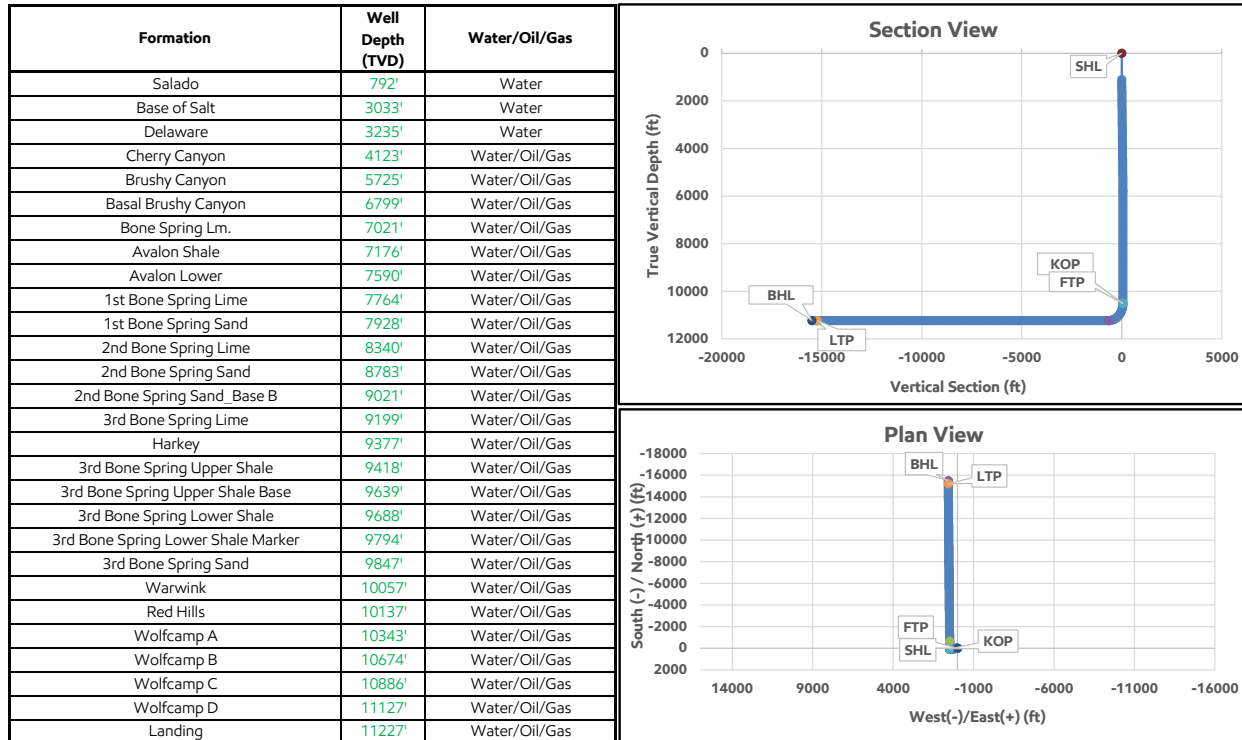 Formation Well Depth (TVD) Water/Oil/Gas
Salado 792' Water
Base of Salt 3033' Water
Delaware 3235' Water
Cherry Canyon 4123' Water/Oil/Gas
Brushy Canyon 5725' Water/Oil/Gas
Basal Brushy Canyon 6799' Water/Oil/Gas
Bone Spring Lm. 7021' Water/Oil/Gas
Avalon Shale 7176' Water/Oil/Gas
Avalon Lower 7590' Water/Oil/Gas
1st Bone Spring Lime 7764' Water/Oil/Gas
1st Bone Spring Sand 7928' Water/Oil/Gas
2nd Bone Spring Lime 8340' Water/Oil/Gas
2nd Bone Spring Sand 8783' Water/Oil/Gas
2nd Bone Spring Sand_Base B 9021' Water/Oil/Gas
3rd Bone Spring Lime 9199' Water/Oil/Gas
Harkey 9377' Water/Oil/Gas
3rd Bone Spring Upper Shale 9418' Water/Oil/Gas
3rd Bone Spring Upper Shale Base 9639' Water/Oil/Gas
3rd Bone Spring Lower Shale 9688' Water/Oil/Gas
3rd Bone Spring Lower Shale Marker 9794' Water/Oil/Gas
3rd Bone Spring Sand 9847' Water/Oil/Gas
Warwink 10057' Water/Oil/Gas
Red Hills 10137' Water/Oil/Gas
Wolfcamp A 10343' Water/Oil/Gas
Wolfcamp B 10674' Water/Oil/Gas
Wolfcamp C 10886' Water/Oil/Gas
Wolfcamp D 11127' Water/Oil/Gas
Landing 11227' Water/Oil/Gas
Section View
True Vertical Depth (ft)
0
2000
4000
6000
8000
10000
12000
SHL
KOP
FTP
BHL
LTP
-20000 -15000 -10000 -5000 0 5000
Vertical Section (ft)
Plan View
South (-) / North (+) (ft)
-18000
-16000
-14000
-12000
-10000
-8000
-6000
-4000
-2000
0
2000
BHL
LTP
FTP
SHL
KOP
14000 9000 4000 -1000 -6000 -11000 -16000
West(-)/East(+) (ft)